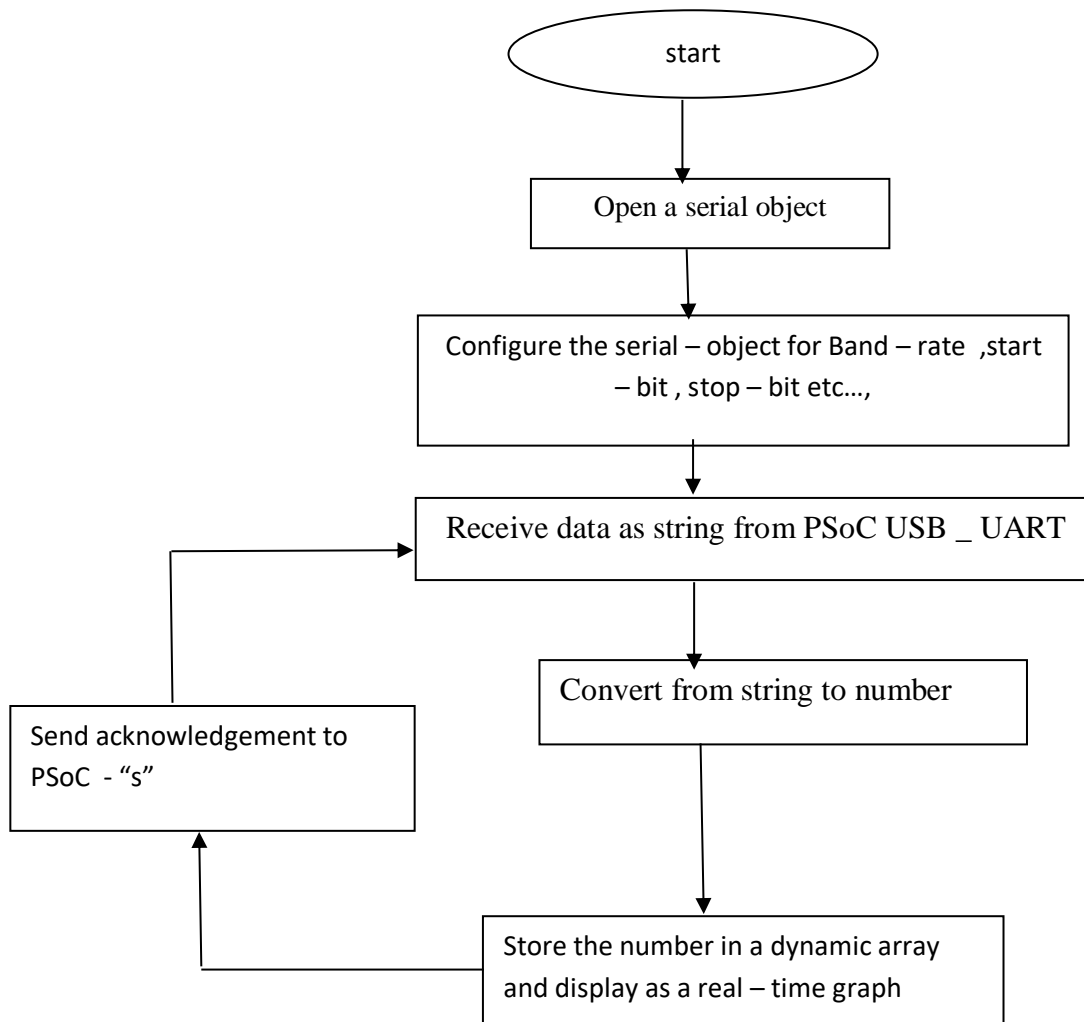 start
Open a serial object
Configure the serial – object for Band – rate ,start
– bit , stop – bit etc…,
Receive data as string from PSoC USB _ UART
Convert from string to number
Send acknowledgement to
PSoC - “s”
Store the number in a dynamic array
and display as a real – time graph